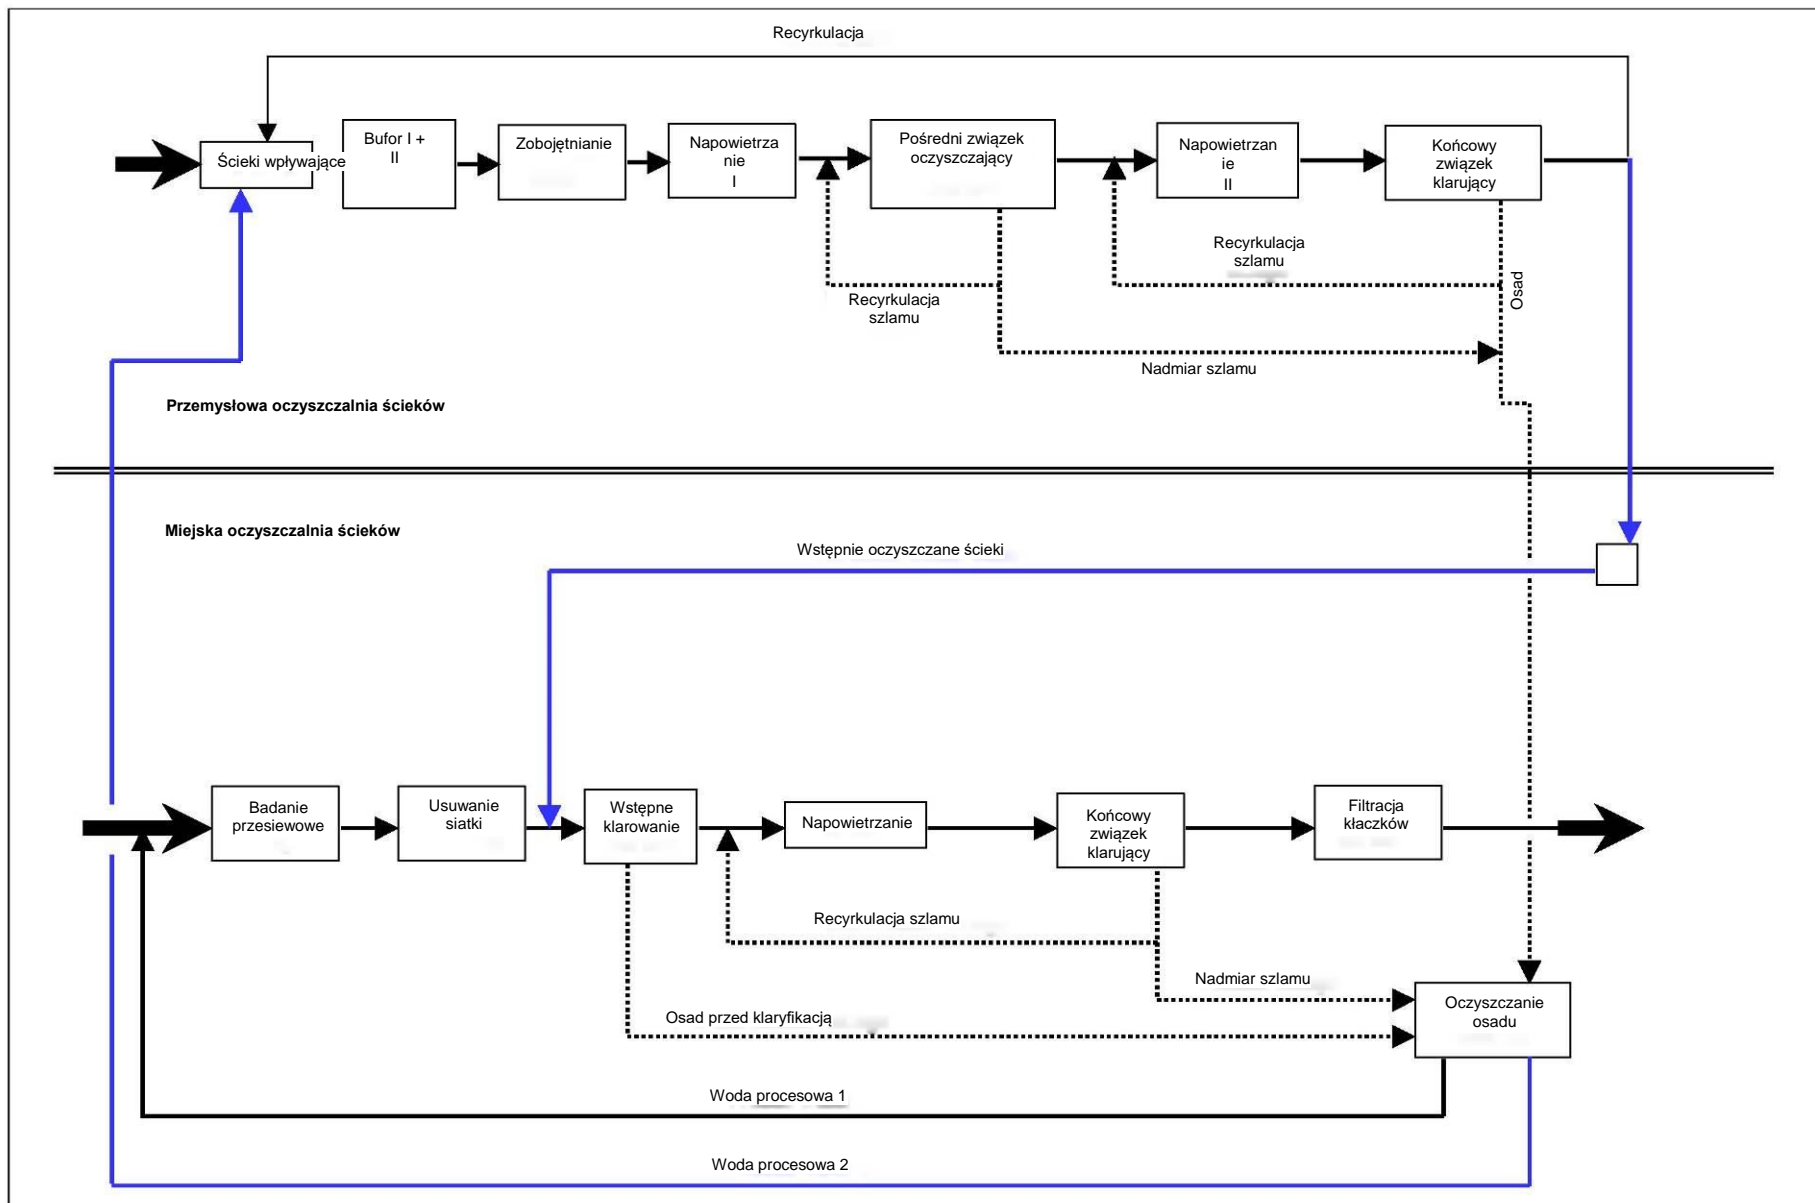 Recyrkulacja
Ścieki wpływające
Bufor I +
II
Zobojętnianie
Napowietrza
nie
I
Pośredni związek
oczyszczający
Napowietrzan
ie
II
Końcowy
związek
klarujący
Recyrkulacja
szlamu
Recyrkulacja
szlamu
Osad
Nadmiar szlamu
Przemysłowa oczyszczalnia ścieków
Miejska oczyszczalnia ścieków
Wstępnie oczyszczane ścieki
Badanie
przesiewowe
Usuwanie
siatki
Wstępne
klarowanie
Napowietrzanie
Końcowy
związek
klarujący
Filtracja
kłaczków
Recyrkulacja szlamu
Nadmiar szlamu
Osad przed klaryfikacją
Oczyszczanie
osadu
Woda procesowa 1
Woda procesowa 2